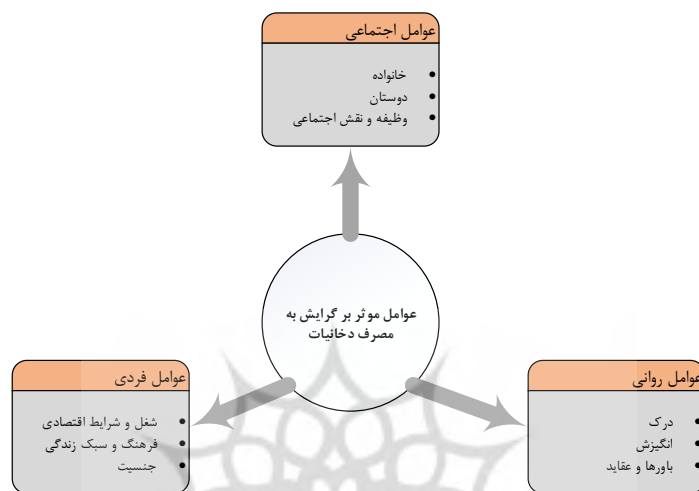 عوامل اجتماعی
خانواده
دوستان
وظیفه و نقش اجتماعی
عوامل موثر بر گرایش به
مصرف دخانیات
عوامل روانی
درک
انگیزش
باورها و عقاید
عوامل فردی
شغل و شرایط اقتصادی
فرهنگ و سبک زندگی
جنسیت